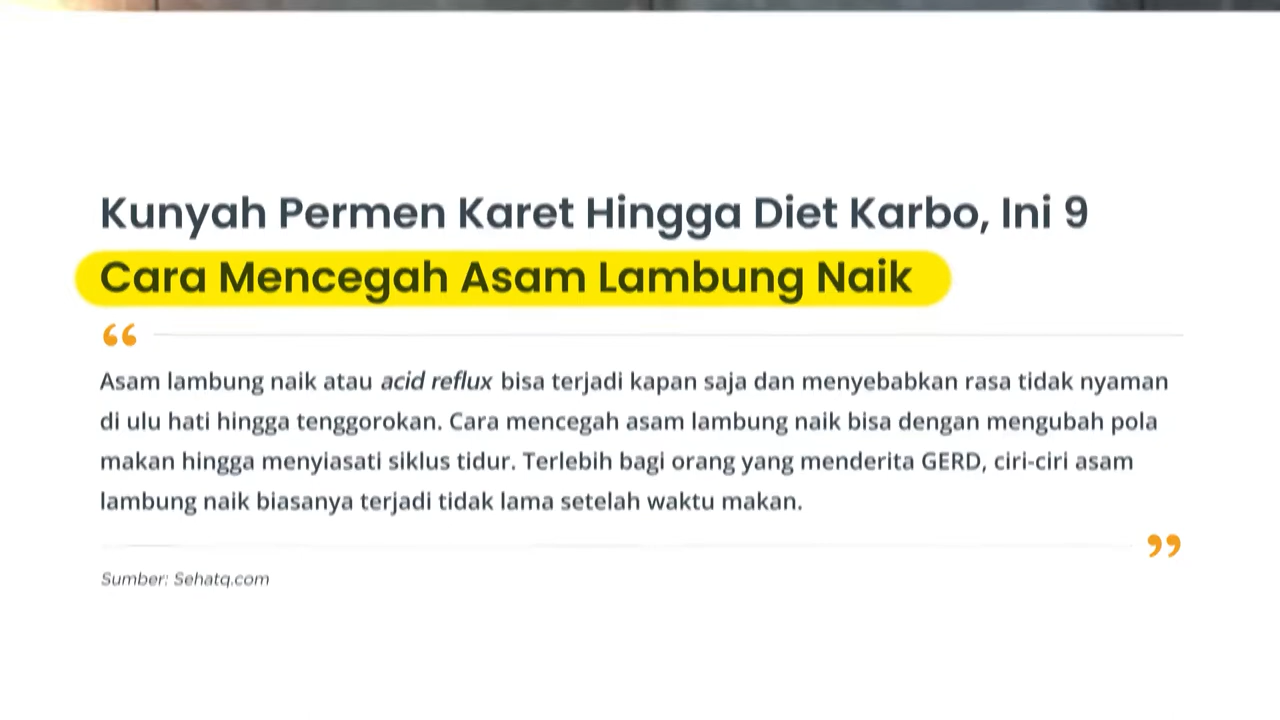 Kunyah Permen Karet Hingga Diet Karbo, Ini 9
Cara Mencegah Asam Lambung Naik
“
Asam lambung naik atau acid reflux bisa terjadi kapan saja dan menyebabkan rasa tidak nyaman
di ulu hati hingga tenggorokan. Cara mencegah asam lambung naik bisa dengan mengubah pola
makan hingga menyiasati siklus tidur. Terlebih bagi orang yang menderita GERD, ciri-ciri asam
lambung naik biasanya terjadi tidak lama setelah waktu makan.
”
Sumber: Sehatq.com